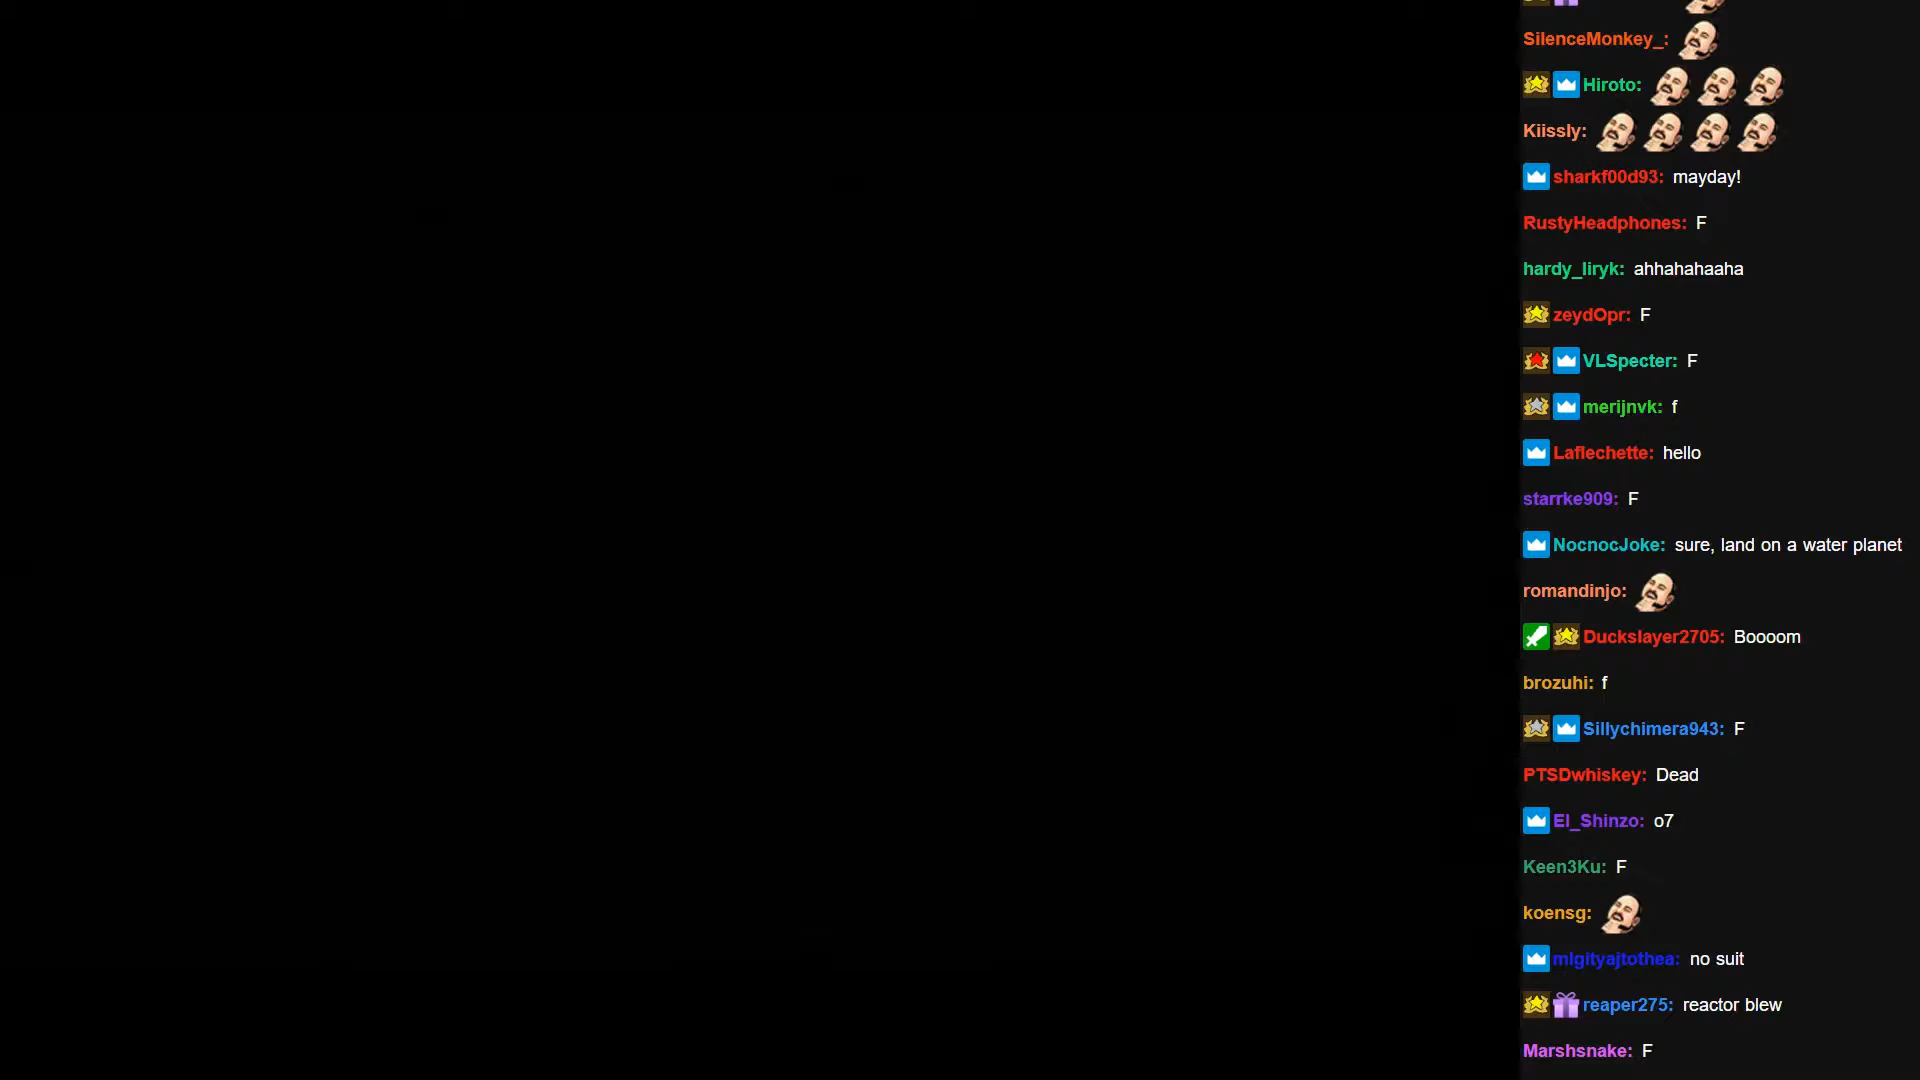 SilenceMonkey_:
Hiroto:
Kiissly:
sharkf00d93: mayday!
RustyHeadphones: F
hardy_liryk: ahhahahaaha
zeydOpr: F
VLSpecter: F
merijnvk: f
Laflechette: hello
starrke909: F
NocnocJoke: sure, land on a water planet
romandinjo:
Duckslayer2705: Boooom
brozuhi: f
Sillychimera943: F
PTSDwhiskey: Dead
El_Shinzo: o7
Keen3Ku: F
koensg:
mlgityajtothea: no suit
reaper275: reactor blew
Marshsnake: F